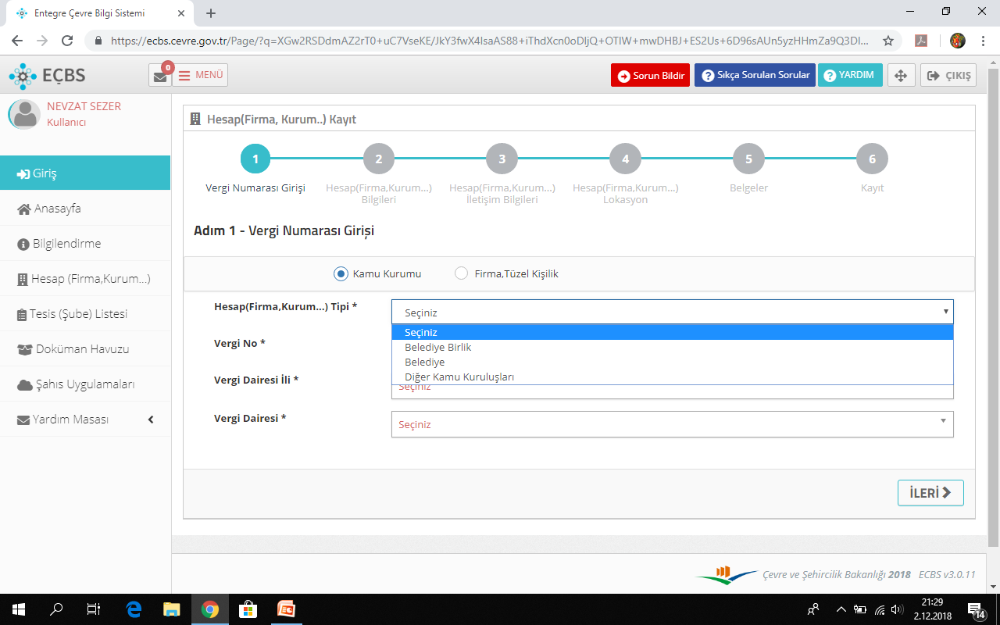 Entegre Çevre Bilgi Sistemi
https://ecbs.cevre.gov.tr/Page/?q=XGw2RSDdmAZ2rT0+uC7VseKE/JkY3fwX4lsaAS88+iThdXcn0oDljQ+OTIW+mwDHBJ+ES2Us+6D96sAUn5yzHHmZa9Q3DI...
EÇBS
0
MENÜ
Sorun Bildir
Sıkça Sorulan Sorular
YARDIM
ÇIKIŞ
NEVZAT SEZER
Kullanıcı
Giriş
Anasayfa
Bilgilendirme
Hesap (Firma,Kurum...)
Tesis (Şube) Listesi
Doküman Havuzu
Şahıs Uygulamaları
Yardım Masası
Hesap(Firma, Kurum..) Kayıt
1
2
3
4
5
6
Vergi Numarası Girişi
Hesap(Firma,Kurum...)
Bilgileri
Hesap(Firma,Kurum...)
İletişim Bilgileri
Hesap(Firma,Kurum...)
Lokasyon
Belgeler
Kayıt
Adım 1 - Vergi Numarası Girişi
Kamu Kurumu
Firma,Tüzel Kişilik
Hesap(Firma,Kurum...) Tipi *
Seçiniz
Seçiniz
Belediye Birlik
Belediye
Diğer Kamu Kuruluşları
Vergi No *
Vergi Dairesi İli *
Seçiniz
Vergi Dairesi *
Seçiniz
İLERİ
Çevre ve Şehircilik Bakanlığı 2018 ECBS v3.0.11
21:29
2.12.2018
14